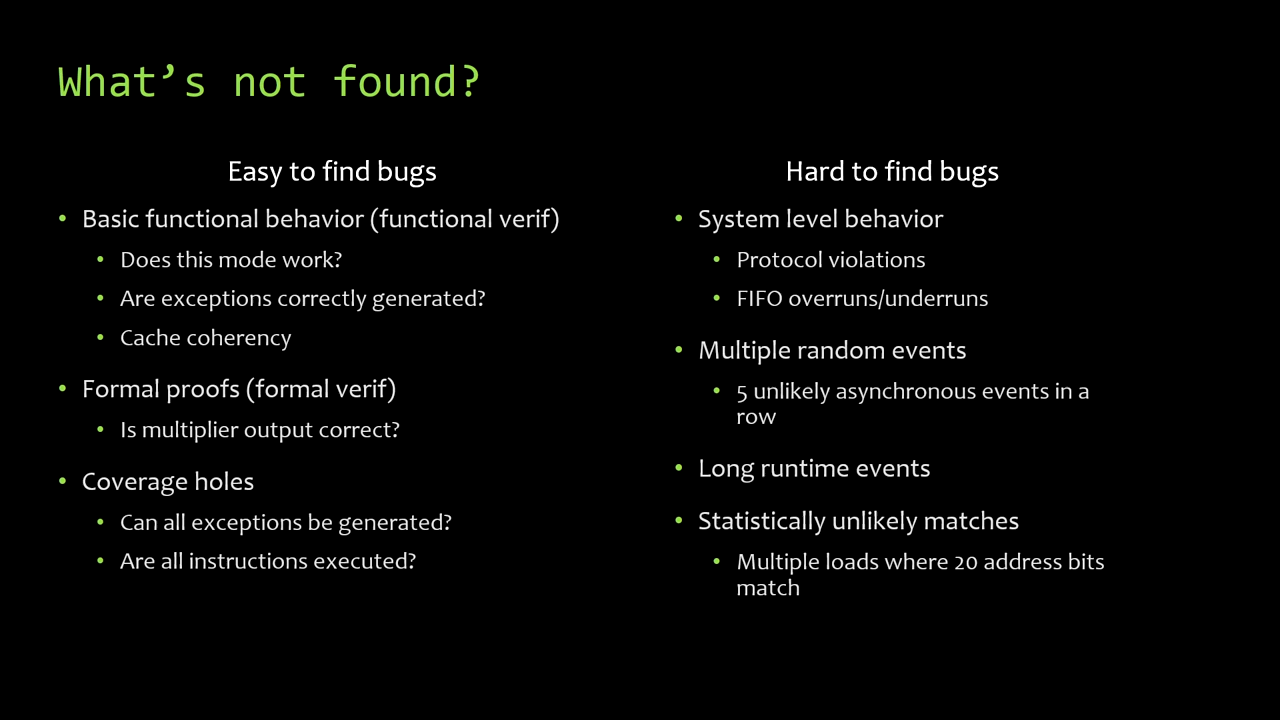 What’s not found?
Easy to find bugs
• Basic functional behavior (functional verif)
• Does this mode work?
• Are exceptions correctly generated?
• Cache coherency
• Formal proofs (formal verif)
• Is multiplier output correct?
• Coverage holes
• Can all exceptions be generated?
• Are all instructions executed?
Hard to find bugs
• System level behavior
• Protocol violations
• FIFO overruns/underruns
• Multiple random events
• 5 unlikely asynchronous events in a
row
• Long runtime events
• Statistically unlikely matches
• Multiple loads where 20 address bits
match